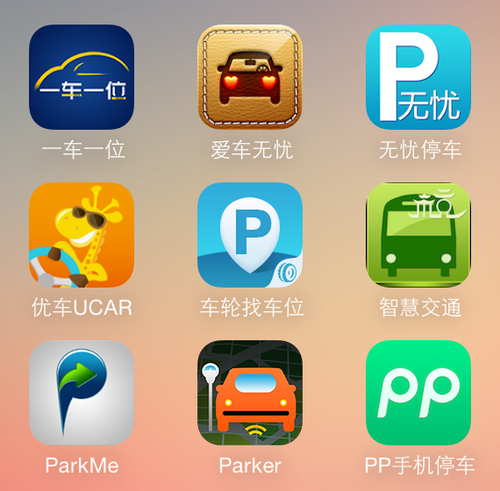 一车一位
P
无忧
一车一位
爱车无忧
无忧停车
P
优车UCAR
车轮找车位
智慧交通
P
PP
ParkMe
Parker
PP手机停车